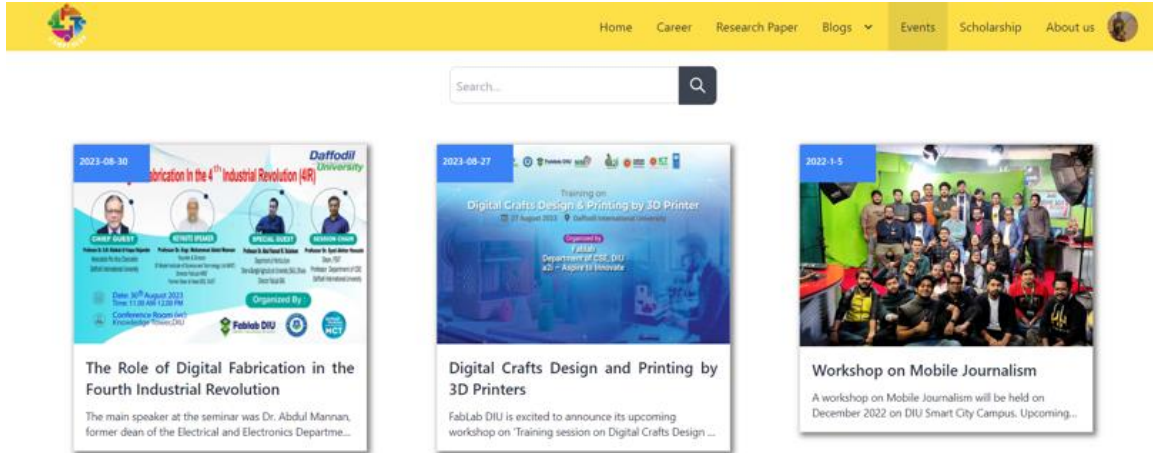 Home Career Research Paper Blogs Events Scholarship About us
Search...
2023-08-30
Daffodil
University
brication In the 4th Industrial Revolution (4IR)
CHIEF GUEST
KEYNOTE SPEAKER
SPECIAL GUEST
SESSION CHAIR
Daffodil International University
Date: 30th August 2023
Time: 11.00 AM-12.00 PM
Conference Room
Knowledge Tower, DIU
Organized By :
Fablab DIU
The Role of Digital Fabrication in the
Fourth Industrial Revolution
The main speaker at the seminar was Dr. Abdul Mannan,
former dean of the Electrical and Electronics Departme...
2023-08-27
Fablab DIU
Training on
Digital Crafts Design & Printing by 3D Printer
27 August 2023 Daffodil International University
Organized by
Fablab
Department of CSE, DIU
a2i – Aspire to Innovate
Digital Crafts Design and Printing by
3D Printers
FabLab DIU is excited to announce its upcoming
workshop on 'Training session on Digital Crafts Design ...
2022-1-5
Workshop on Mobile Journalism
A workshop on Mobile Journalism will be held on
December 2022 on DIU Smart City Campus. Upcoming...